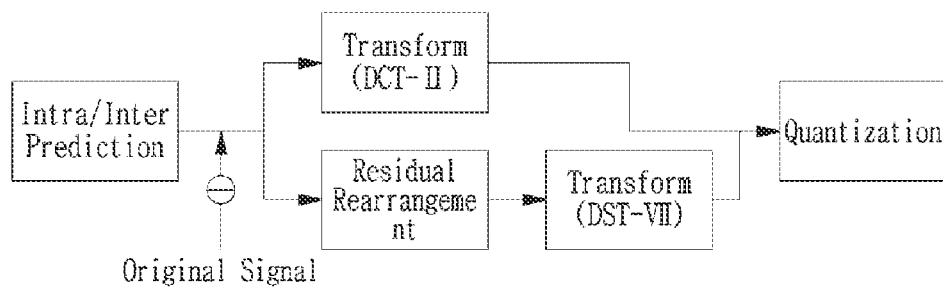 Intra/Inter
Prediction
Transform
(DCT-II)
Residual
Rearrangeme
nt
Transform
(DST-VII)
Quantization
Original Signal